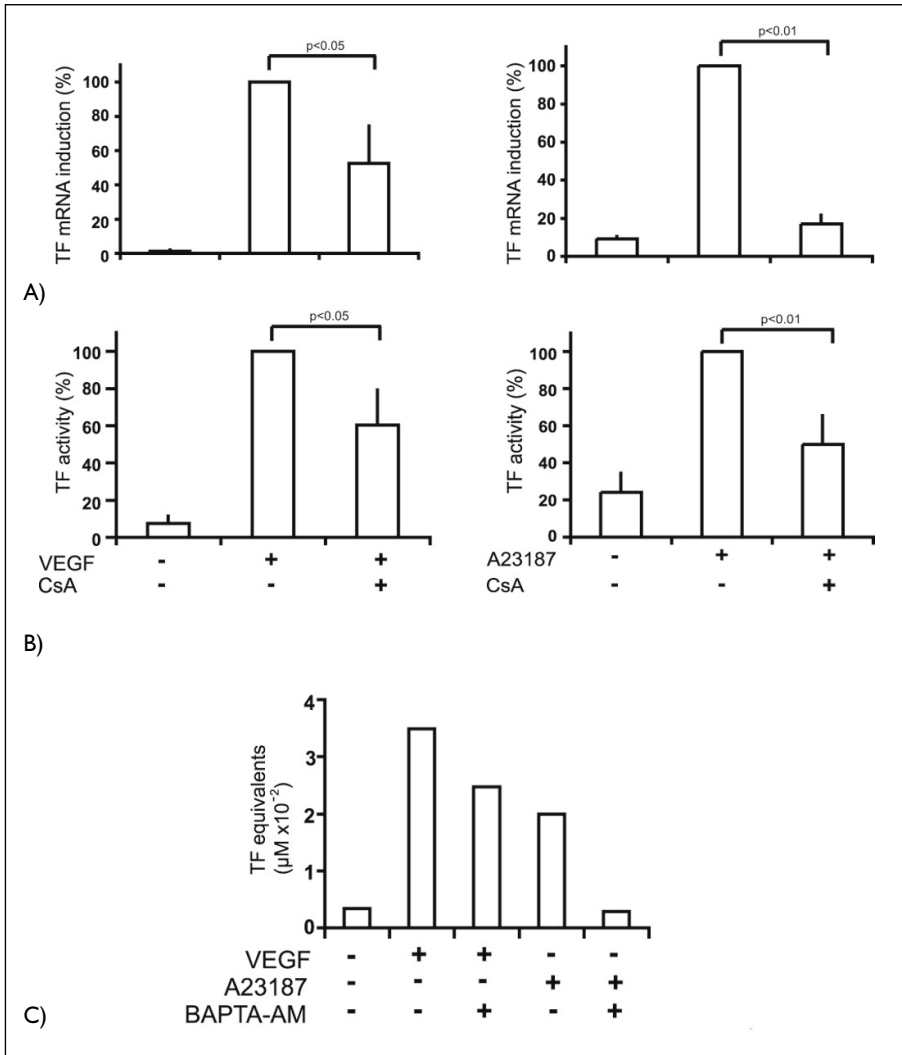 p<0.05
TF mRNA induction (%)
100
80
60
40
20
0
p<0.01
TF mRNA induction (%)
100
80
60
40
20
0
A)
p<0.05
TF activity (%)
100
80
60
40
20
0
VEGF - + +
CsA - - +
p<0.01
TF activity (%)
100
80
60
40
20
0
A23187 - + +
CsA - - +
B)
TF equivalents
(µM x10⁻²)
4
3
2
1
0
VEGF - + + - -
A23187 - - - + +
BAPTA-AM - - + - +
C)